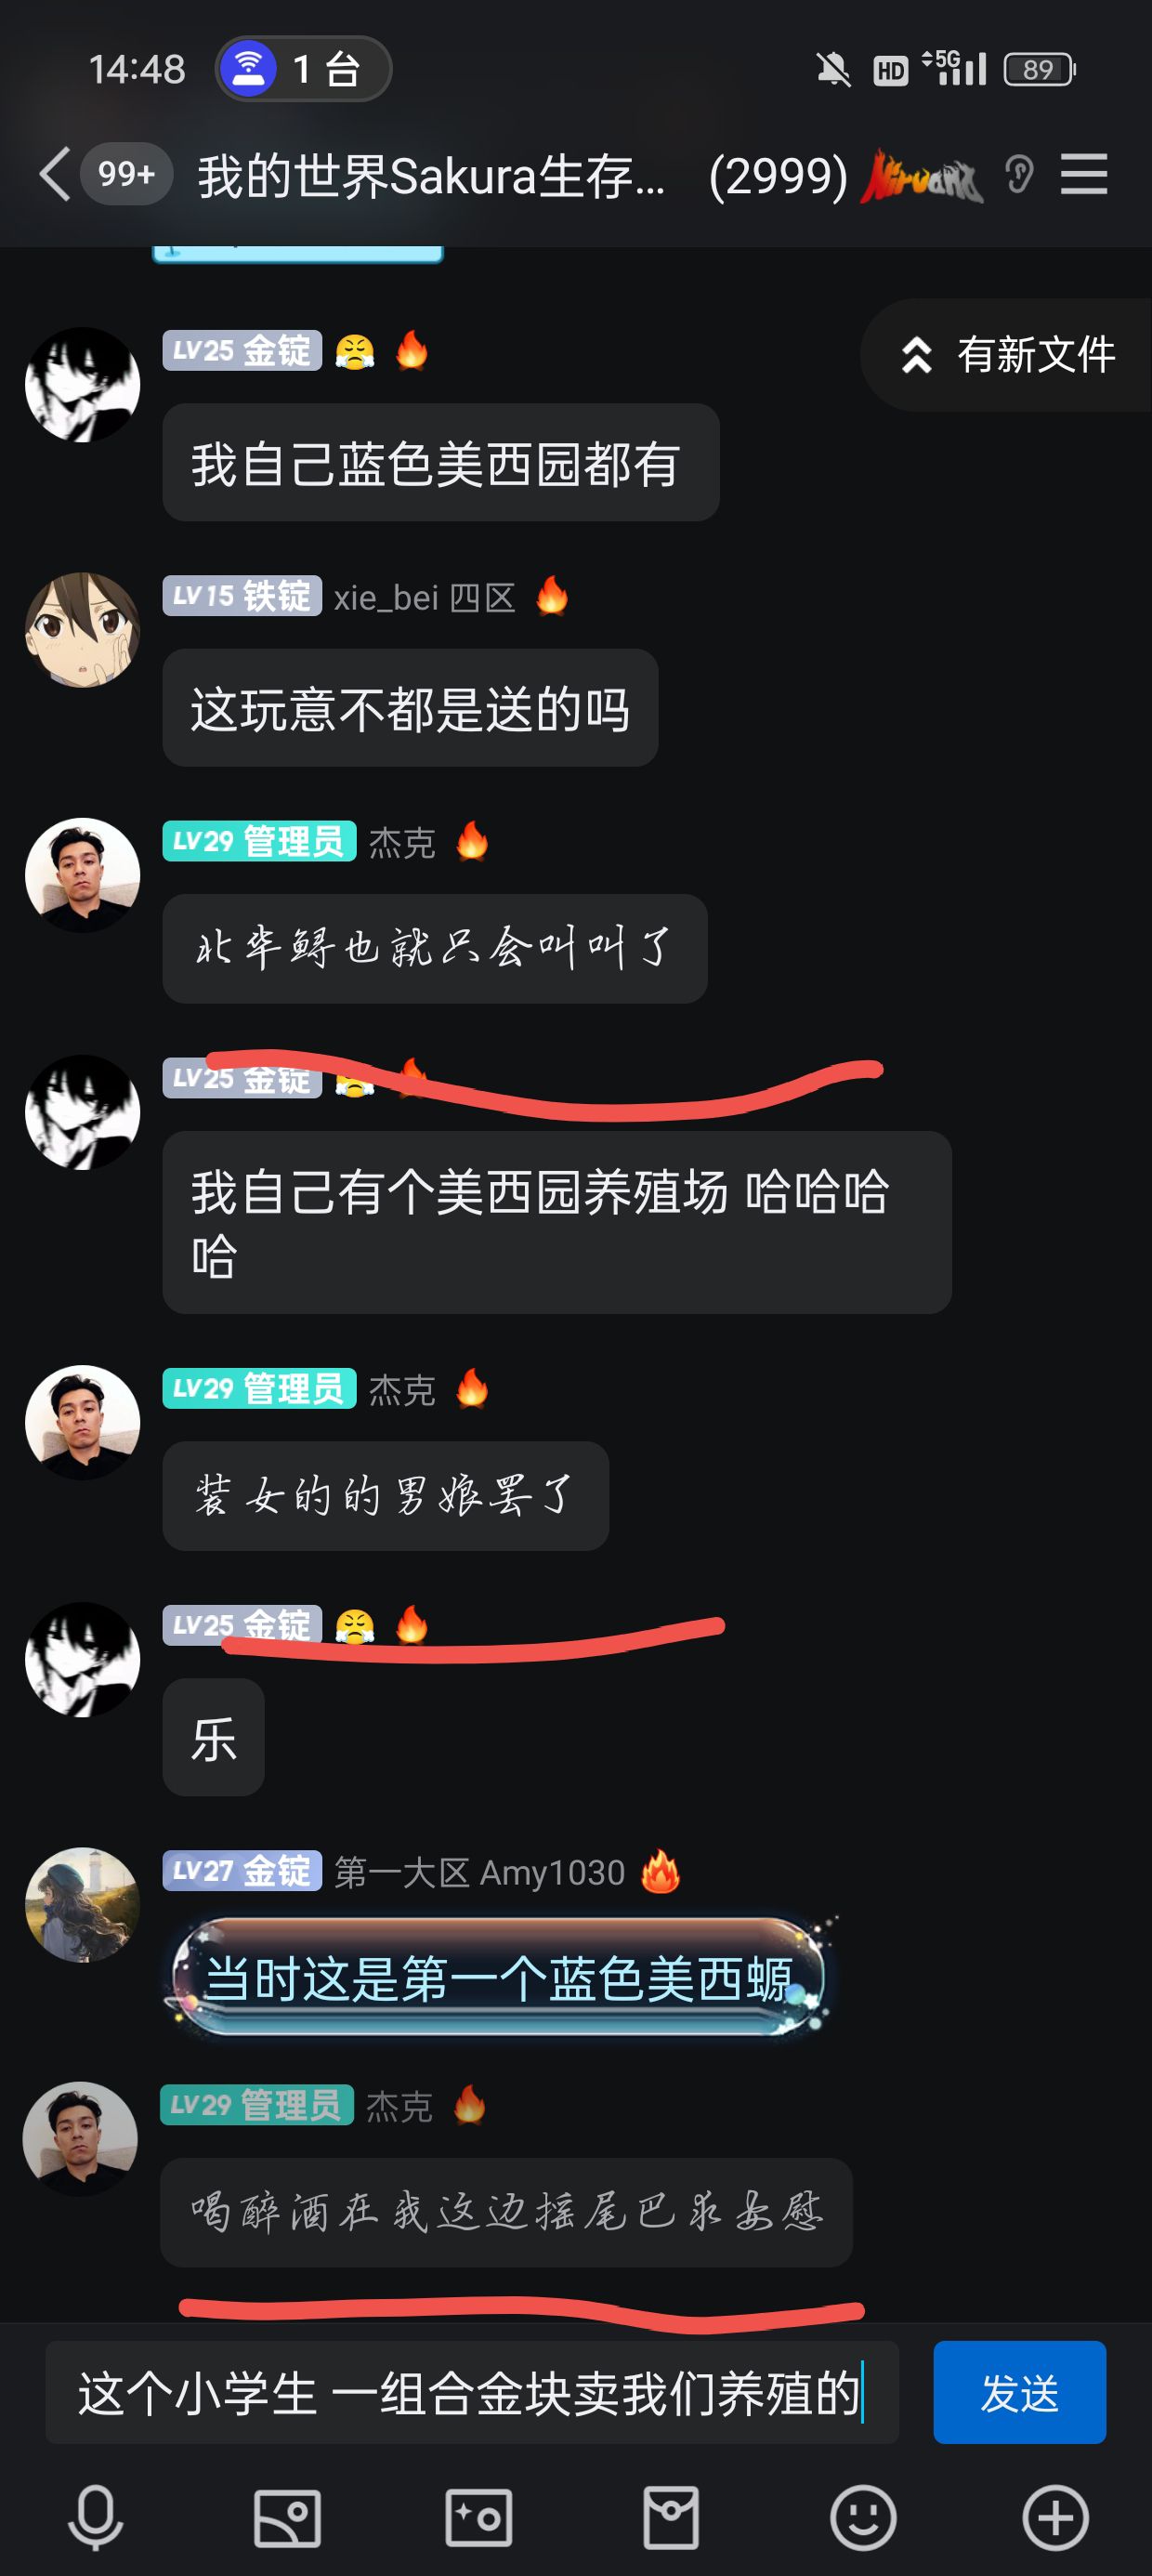 14:48 1 台 HD 5G 89
99+ 我的世界Sakura生存... (2999) Nirvana
有新文件
LV25 金锭
我自己蓝色美西园都有
LV15 铁锭 xie_bei 四区
这玩意不都是送的吗
LV29 管理员 杰克
北华鲟也就只会叫叫了
LV25 金锭
我自己有个美西园养殖场 哈哈哈
哈
LV29 管理员 杰克
装女的的男娘罢了
LV25 金锭
乐
LV27 金锭 第一大区 Amy1030
当时这是第一个蓝色美西螈
LV29 管理员 杰克
喝醉酒在我这边摇尾巴求安慰
这个小学生 一组合金块卖我们养殖的
发送